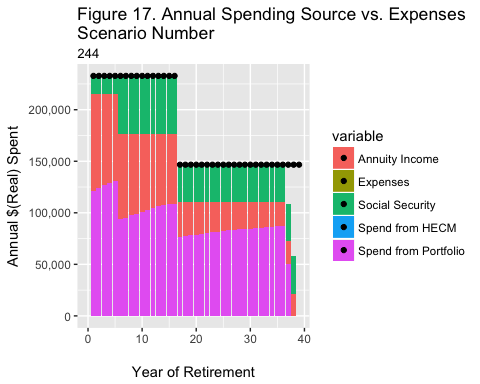 Figure 17. Annual Spending Source vs. Expenses
Scenario Number
244
Annual $(Real) Spent
200,000
150,000
100,000
50,000
0
0
10
20
30
40
Year of Retirement
variable
Annuity Income
Expenses
Social Security
Spend from HECM
Spend from Portfolio